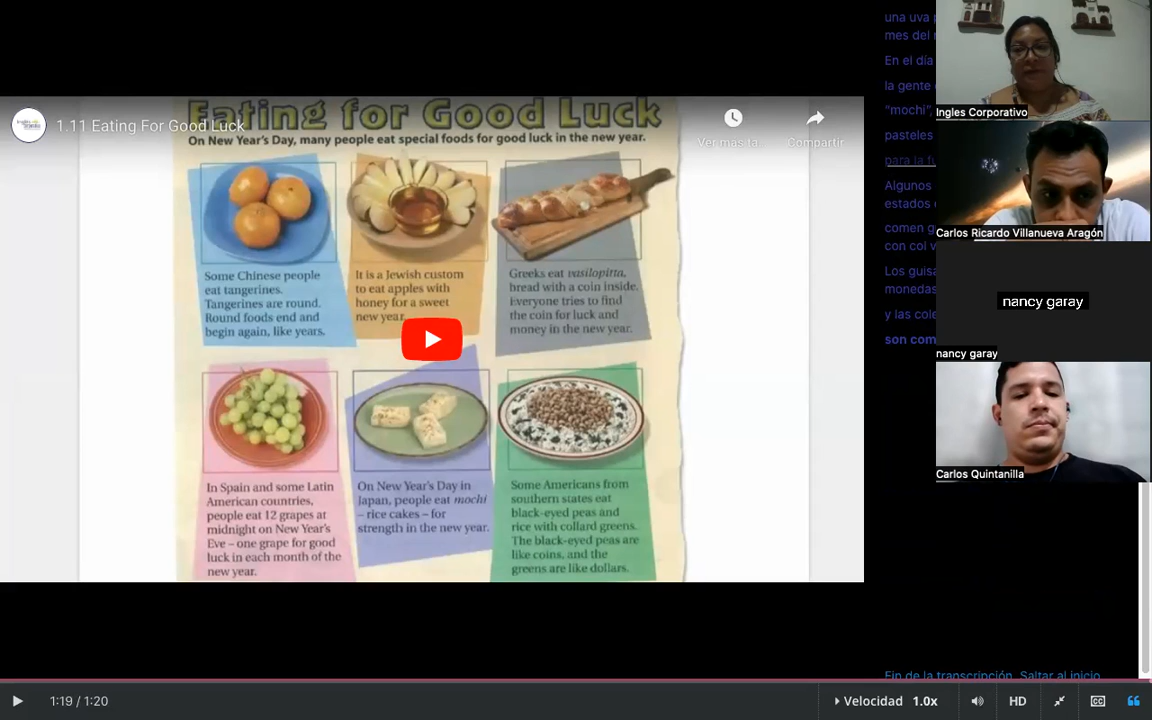 1.11 Eating For Good Luck
Eating for Good Luck
On New Year's Day, many people eat special foods for good luck in the new year.
Ver más ta...
Compartir
Some Chinese people
eat tangerines.
Tangerines are round.
Round foods end and
begin again, like years.
It is a Jewish custom
to eat apples with
honey for a sweet
new year.
Greeks eat vasilopitta,
bread with a coin inside.
Everyone tries to find
the coin for luck and
money in the new year.
In Spain and some Latin
American countries,
people eat 12 grapes at
midnight on New Year's
Eve – one grape for good
luck in each month of the
new year.
On New Year's Day in
Japan, people eat mochi
– rice cakes – for
strength in the new year.
Some Americans from
southern states eat
black-eyed peas and
rice with collard greens.
The black-eyed peas are
like coins, and the
greens are like dollars.
una uva
mes del
En el día
la gente
"mochi"
pasteles
para la
Algunos
estados
comen
con col
Los guisa
monedas
y las cole
son com
Fin de la transcripción. Saltar al inicio.
Ingles Corporativo
Carlos Ricardo Villanueva Aragón
nancy garay
nancy garay
Carlos Quintanilla
1:19 / 1:20
Velocidad 1.0x
HD
CC